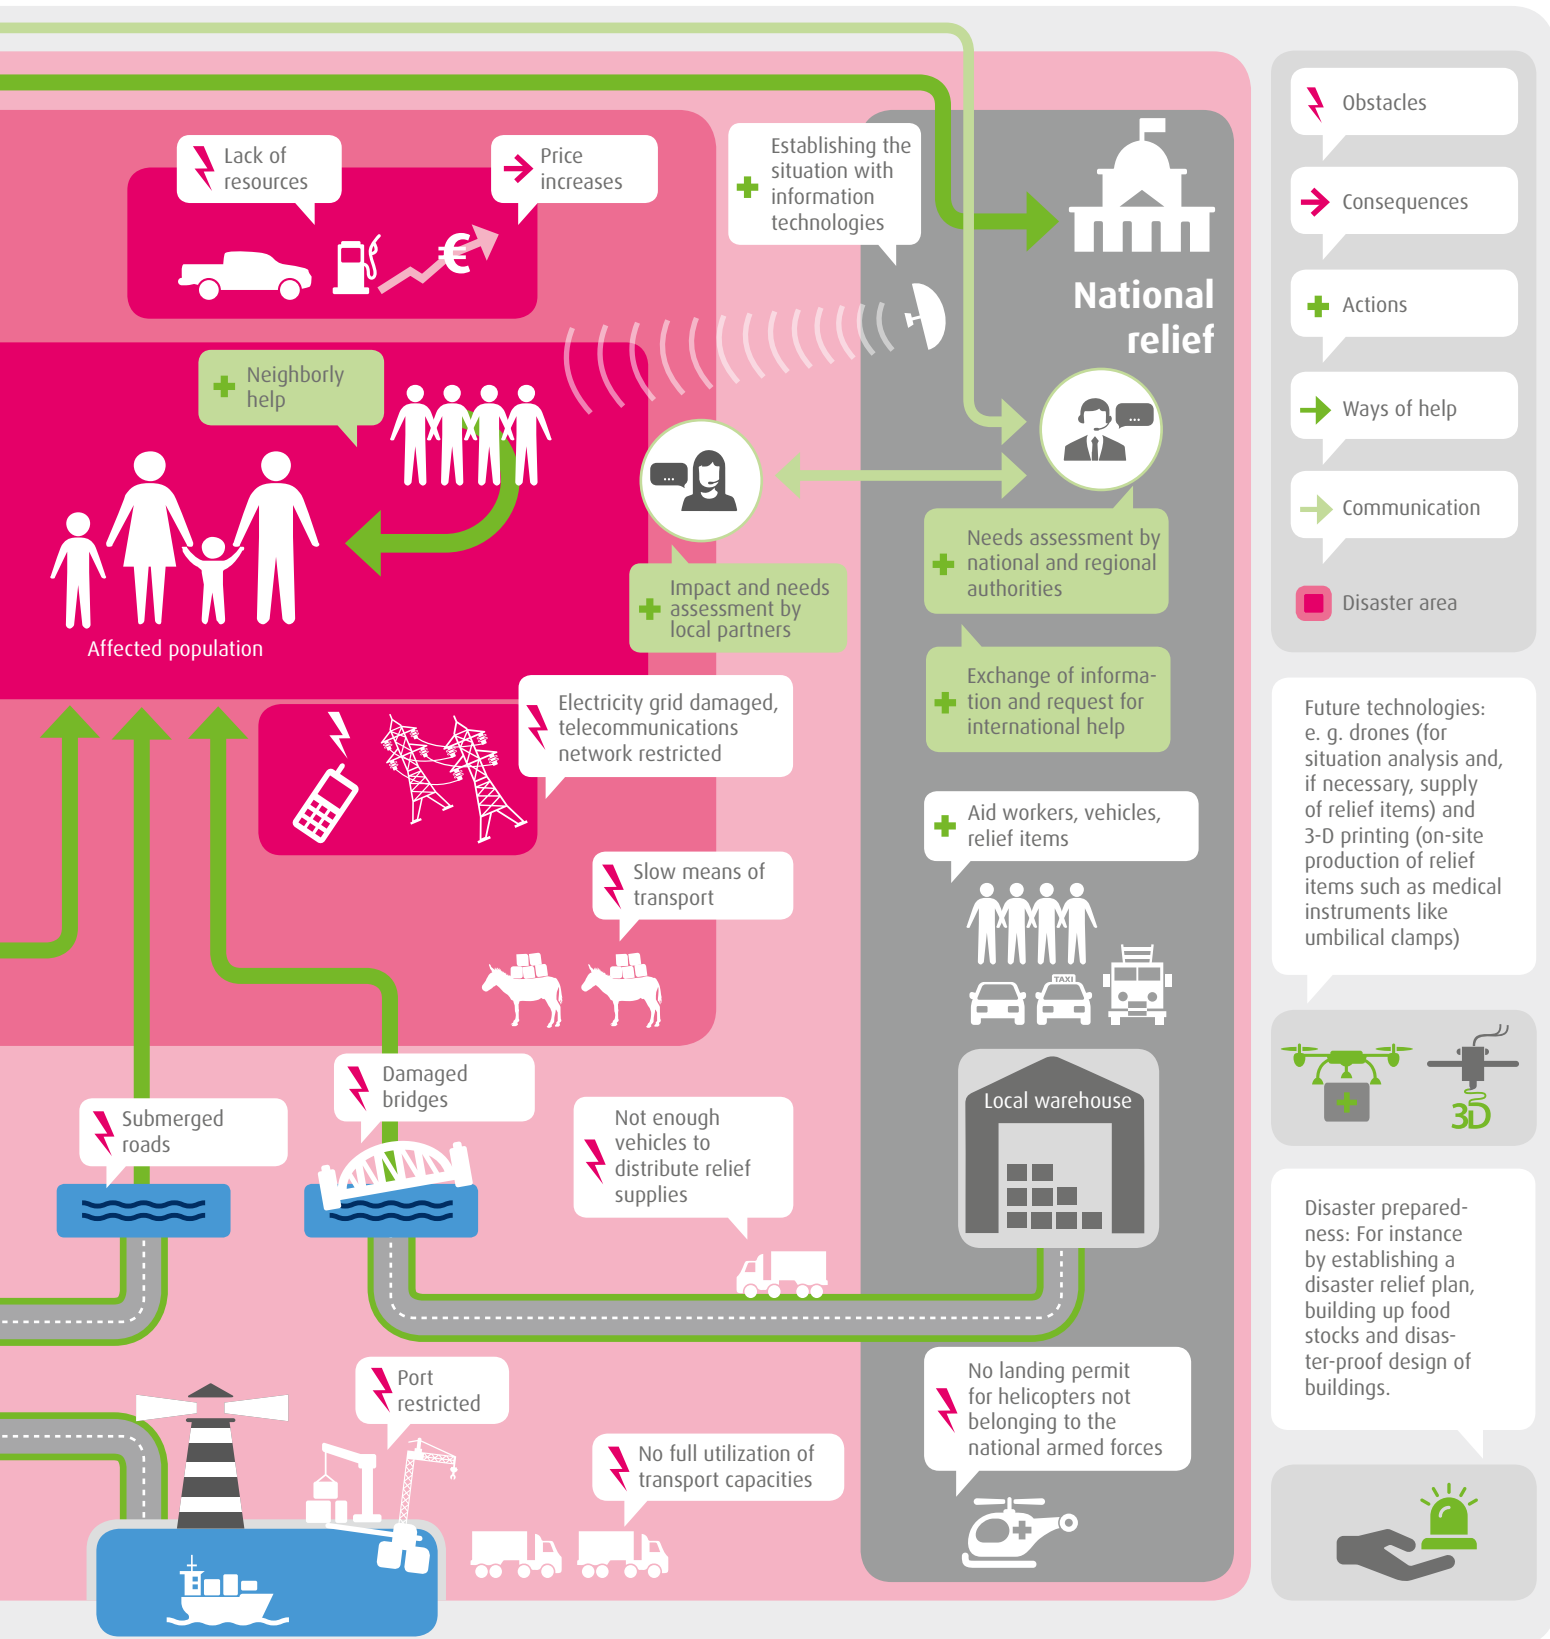 Lack of
resources
Price
increases
€
Establishing the
situation with
information
technologies
National
relief
Neighborly
help
Affected population
Impact and needs
assessment by
local partners
Needs assessment by
national and regional
authorities
Exchange of informa-
tion and request for
international help
Electricity grid damaged,
telecommunications
network restricted
Aid workers, vehicles,
relief items
TAXI
Slow means of
transport
Damaged
bridges
Submerged
roads
Not enough
vehicles to
distribute relief
supplies
Local warehouse
Port
restricted
No full utilization of
transport capacities
No landing permit
for helicopters not
belonging to the
national armed forces
Obstacles
Consequences
Actions
Ways of help
Communication
Disaster area
Future technologies:
e. g. drones (for
situation analysis and,
if necessary, supply
of relief items) and
3-D printing (on-site
production of relief
items such as medical
instruments like
umbilical clamps)
3D
Disaster prepared-
ness: For instance
by establishing a
disaster relief plan,
building up food
stocks and disas-
ter-proof design of
buildings.